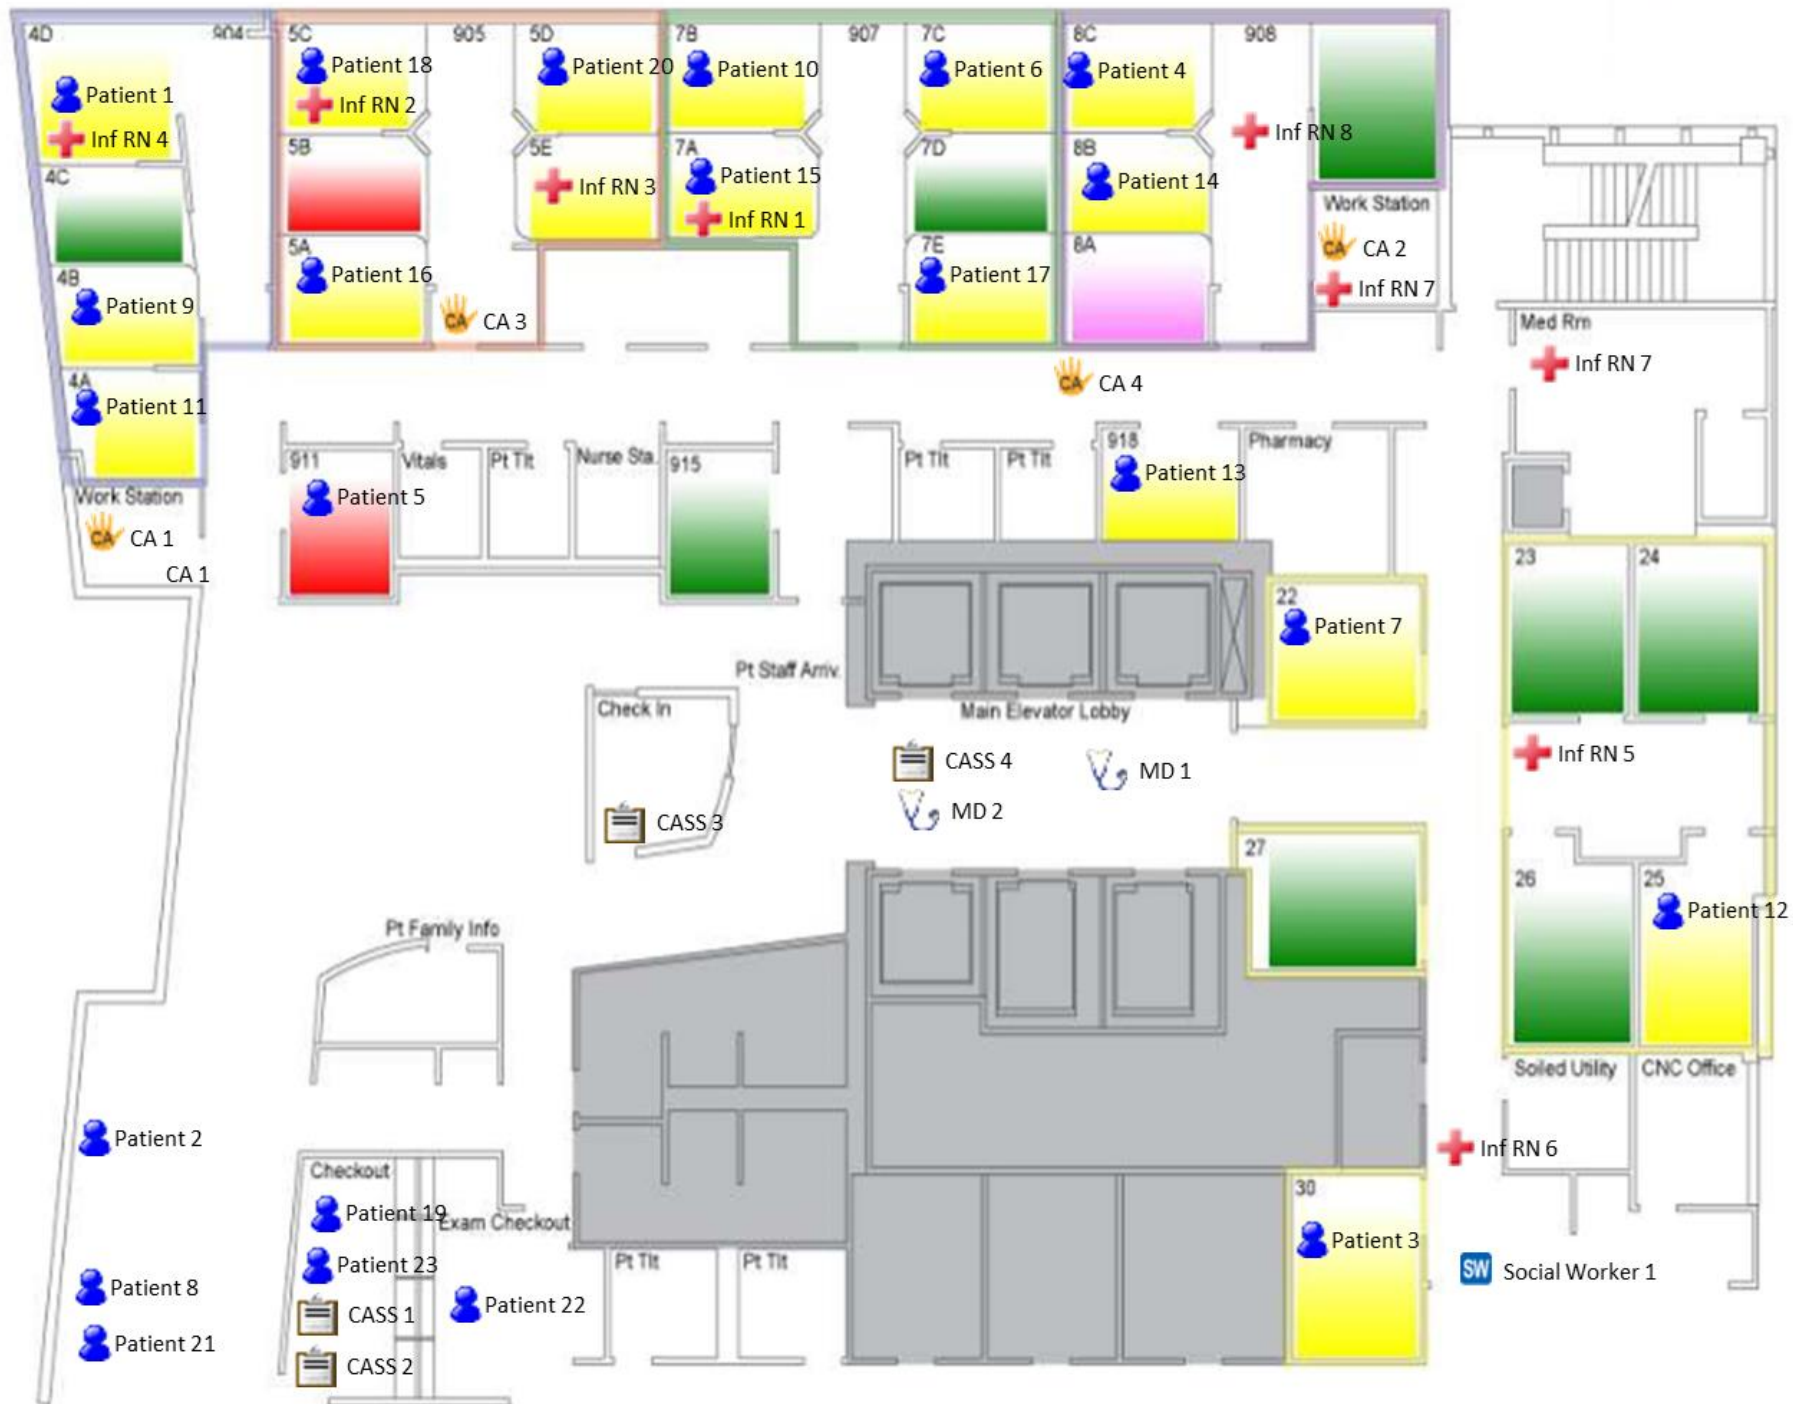 4D
904
5C
905
5D
7B
907
7C
8C
908
Patient 18
Patient 20
Patient 10
Patient 6
Patient 4
Patient 1
Inf RN 2
Inf RN 4
Inf RN 8
5B
5E
7A
7D
8B
4C
Patient 15
Patient 14
Inf RN 3
Work Station
Inf RN 1
5A
7E
8A
CA CA 2
4B
Patient 16
Patient 17
Inf RN 7
Patient 9
CA CA 3
Med Rm
Inf RN 7
4A
CA CA 4
Patient 11
911
Vitals
Pt Tlt
Nurse Sta.
915
Pt Tlt
Pt Tlt
918
Pharmacy
Patient 13
Work Station
Patient 5
CA CA 1
CA 1
23
24
22
Patient 7
Pt Staff Arriv.
Check In
Main Elevator Lobby
Inf RN 5
CASS 4
MD 1
MD 2
CASS 3
27
26
25
Patient 12
Pt Family Info
Soiled Utility
CNC Office
Patient 2
Inf RN 6
Checkout
30
Patient 19
Exam Checkout
Patient 3
Patient 23
Pt Tlt
Pt Tlt
SW Social Worker 1
Patient 8
CASS 1
Patient 22
Patient 21
CASS 2